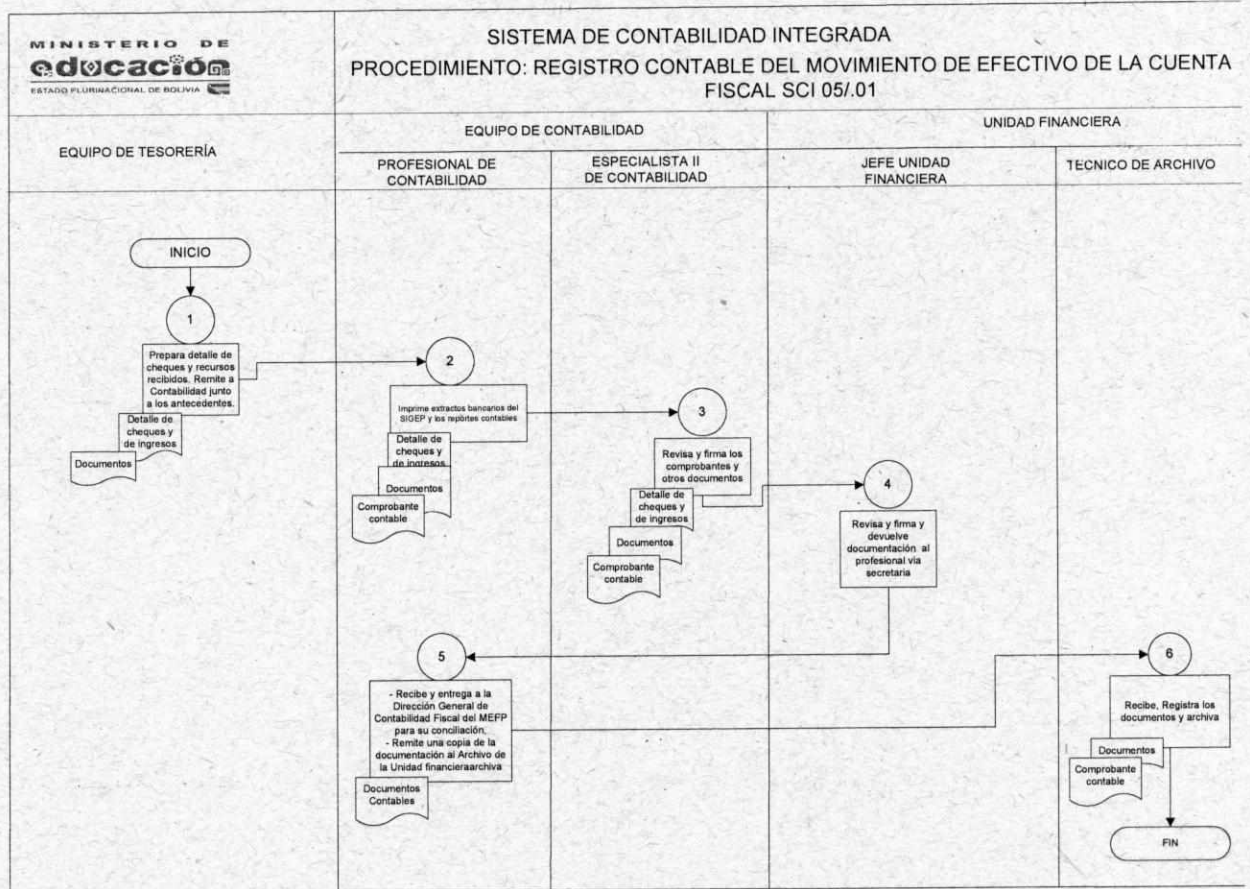 MINISTERIO DE
educación
ESTADO PLURINACIONAL DE BOLIVIA
SISTEMA DE CONTABILIDAD INTEGRADA
PROCEDIMIENTO: REGISTRO CONTABLE DEL MOVIMIENTO DE EFECTIVO DE LA CUENTA
FISCAL SCI 05/.01
EQUIPO DE TESORERÍA
EQUIPO DE CONTABILIDAD
UNIDAD FINANCIERA
PROFESIONAL DE
CONTABILIDAD
ESPECIALISTA II
DE CONTABILIDAD
JEFE UNIDAD
FINANCIERA
TECNICO DE ARCHIVO
INICIO
1
Prepara detalle de
cheques y recursos
recibidos. Remite a
Contabilidad junto
a los antecedentes.
Detalle de
cheques y
de ingresos
Documentos
2
Imprime extractos bancarios del
SIGEP y los repórtes contables
Detalle de
cheques y
de ingresos
Documentos
Comprobante
contable
3
Revisa y firma los
comprobantes y
otros documentos
Detalle de
cheques y
de ingresos
Documentos
Comprobante
contable
4
Revisa y firma y
devuelve
documentación al
profesional vía
secretaria
5
- Recibe y entrega a la
Dirección General de
Contabilidad Fiscal del MEFP
para su conciliación.
- Remite una copia de la
documentación al Archivo de
la Unidad financieraarchiva
Documentos
Contables
6
Recibe, Registra los
documentos y archiva
Documentos
Comprobante
contable
FIN